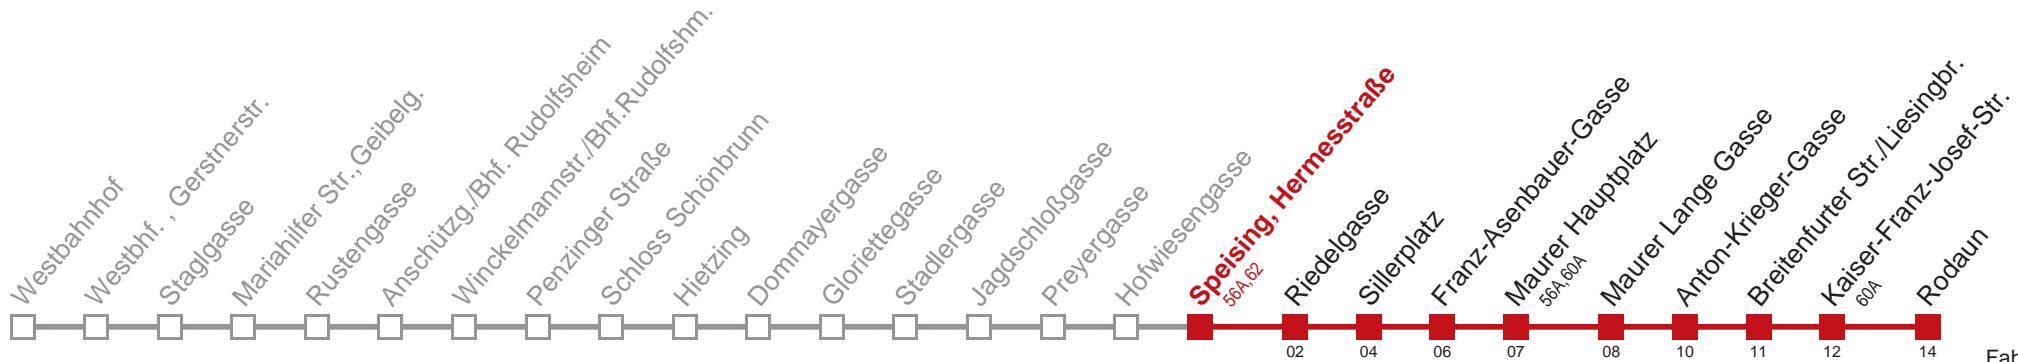 Westbahnhof
Westbhf. , Gerstnerstr.
Staglgasse
Mariahilfer Str., Geibelg.
Rustengasse
Anschützg./Bhf. Rudolfsheim
Winckelmannstr./Bhf.Rudolfshm.
Penzinger Straße
Schloss Schönbrunn
Hietzing
Dommayergasse
Gloriettegasse
Stadlergasse
Jagdschloßgasse
Preyergasse
Hofwiesengasse
Speising, Hermesstraße
56A,62
Riedelgasse
Sillerplatz
Franz-Asenbauer-Gasse
Maurer Hauptplatz
56A,60A
Maurer Lange Gasse
Anton-Krieger-Gasse
Breitenfurter Str./Liesingbr.
Kaiser-Franz-Josef-Str.
60A
Rodaun
02 04 06 07 08 10 11 12 14
Fah